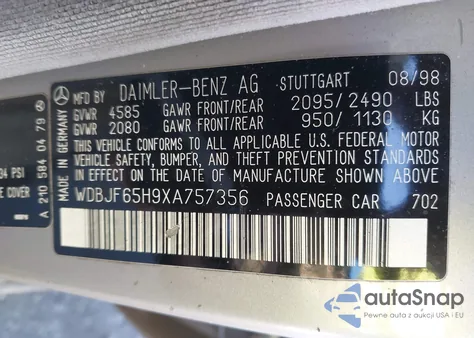 MFD BY DAIMLER-BENZ AG STUTTGART 08/98
GVWR 4585 GAWR FRONT/REAR 2095/2490 LBS
GVWR 2080 GAWR FRONT/REAR 950/1130 KG
THIS VEHICLE CONFORMS TO ALL APPLICABLE U.S. FEDERAL MOTOR
VEHICLE SAFETY, BUMPER, AND THEFT PREVENTION STANDARDS
IN EFFECT ON THE DATE OF MANUFACTURE SHOWN ABOVE
WDBJF65H9XA757356 PASSENGER CAR 702
MADE IN GERMANY
A 210 584 04 79
PSI
E COVER
autoSnap
Twój partner z aukcji USA i EU